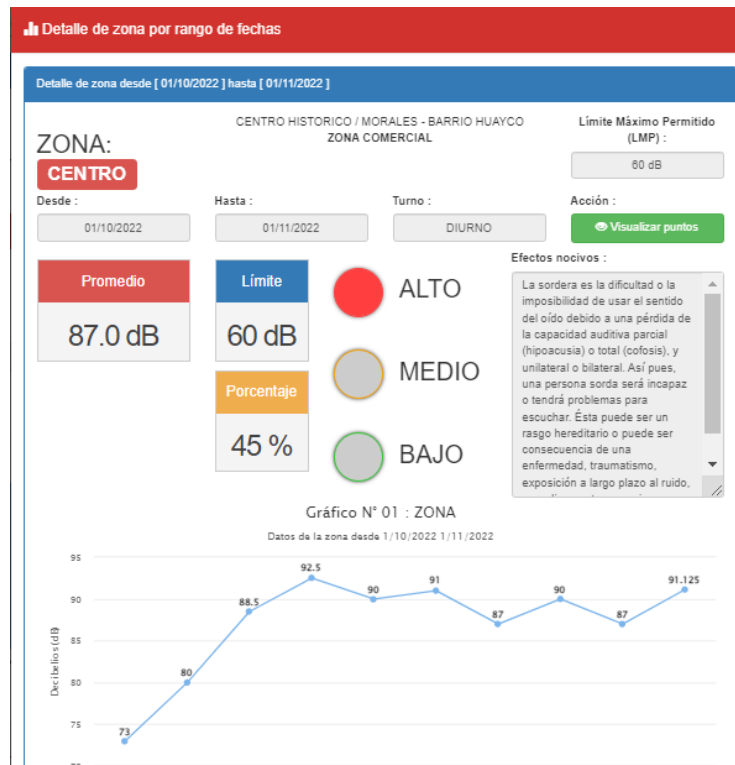 Detalle de zona por rango de fechas
Detalle de zona desde [ 01/10/2022 ] hasta [ 01/11/2022 ]
ZONA:
CENTRO
CENTRO HISTORICO / MORALES - BARRIO HUAYCO
ZONA COMERCIAL
Límite Máximo Permitido
(LMP) :
60 dB
Desde :
01/10/2022
Hasta :
01/11/2022
Turno :
DIURNO
Acción :
Visualizar puntos
Promedio
87.0 dB
Límite
60 dB
Porcentaje
45 %
ALTO
MEDIO
BAJO
Efectos nocivos :
La sordera es la dificultad o la
imposibilidad de usar el sentido
del oído debido a una pérdida de
la capacidad auditiva parcial
(hipoacusia) o total (cofosis), y
unilateral o bilateral. Así pues,
una persona sorda será incapaz
o tendrá problemas para
escuchar. Ésta puede ser un
rasgo hereditario o puede ser
consecuencia de una
enfermedad, traumatismo,
exposición a largo plazo al ruido,
Gráfico N° 01 : ZONA
Datos de la zona desde 1/10/2022 1/11/2022
Decibelios (dB)
95
90
85
80
75
73
80
88.5
92.5
90
91
87
90
87
91.125